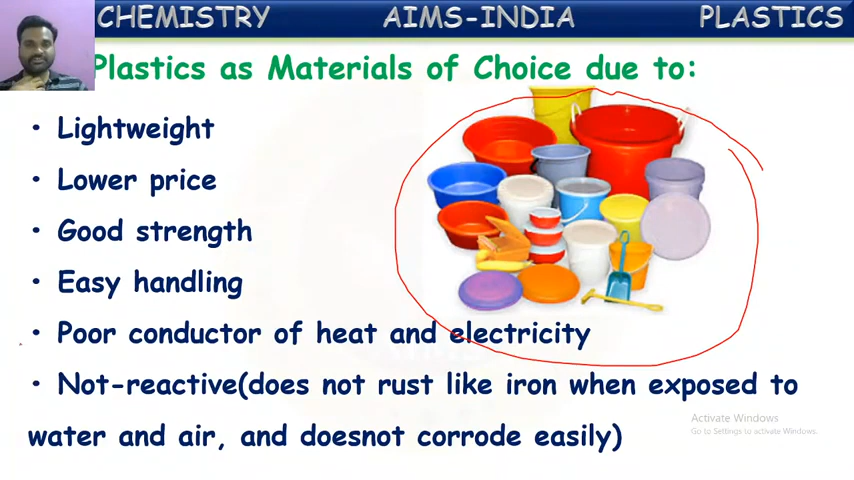 CHEMISTRY AIMS-INDIA PLASTICS
Plastics as Materials of Choice due to:
• Lightweight
• Lower price
• Good strength
• Easy handling
• Poor conductor of heat and electricity
• Not-reactive(does not rust like iron when exposed to
water and air, and doesnot corrode easily)
Activate Windows
Go to Settings to activate Windows.